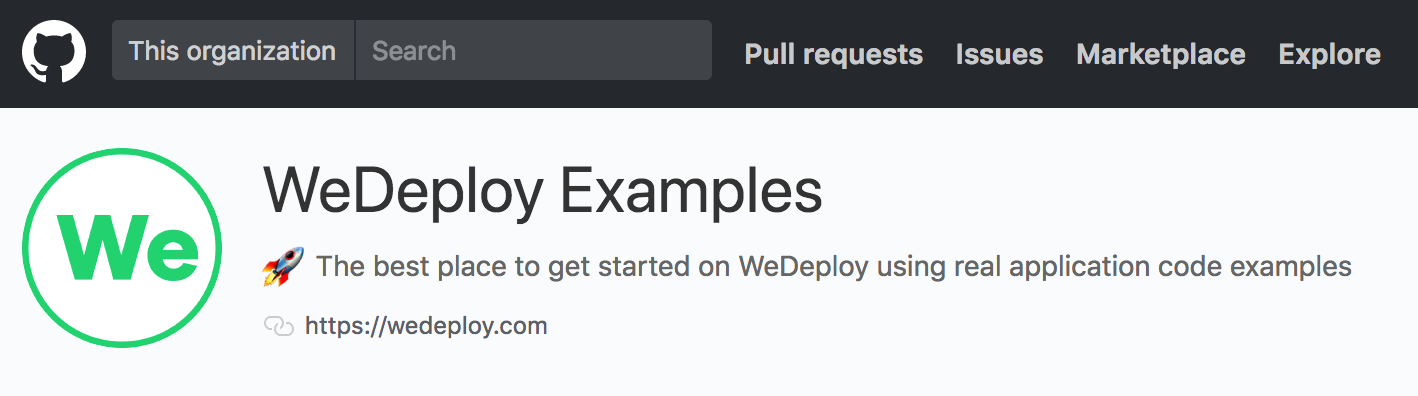 This organization Search Pull requests Issues Marketplace Explore
We
WeDeploy Examples
🚀 The best place to get started on WeDeploy using real application code examples
https://wedeploy.com